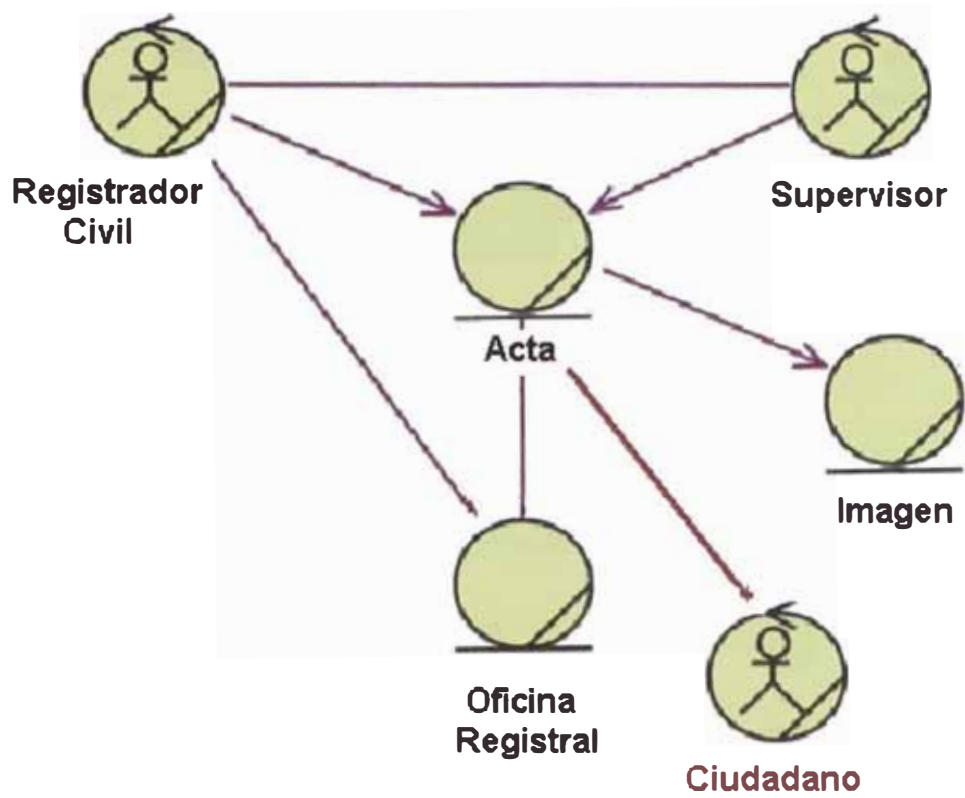 Registrador
Civil
Supervisor
Acta
Imagen
Oficina
Registral
Ciudadano